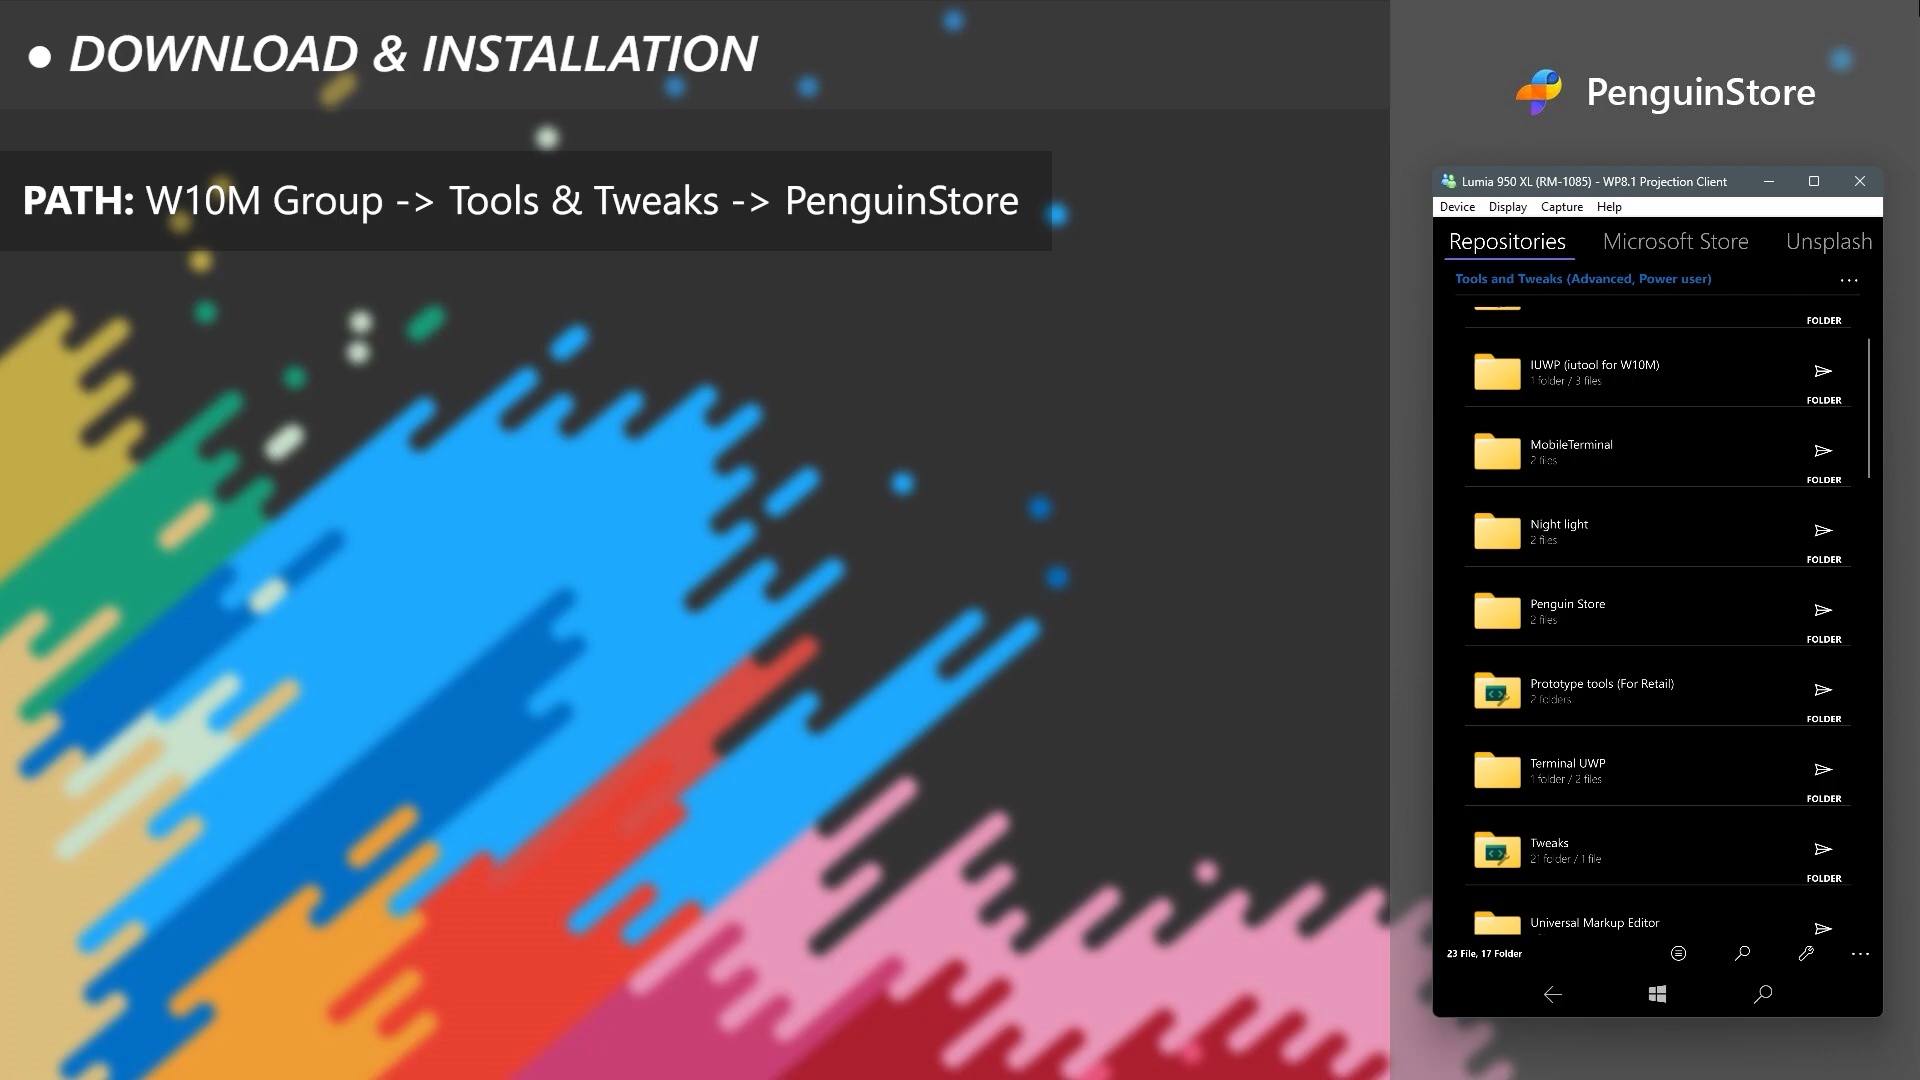 • DOWNLOAD & INSTALLATION
PATH: W10M Group -> Tools & Tweaks -> PenguinStore
PenguinStore
Lumia 950 XL (RM-1085) - WP8.1 Projection Client
Device Display Capture Help
Repositories Microsoft Store Unsplash
Tools and Tweaks (Advanced, Power user)
FOLDER
IUWP (iutool for W10M)
1 folder / 3 files
FOLDER
MobileTerminal
2 files
FOLDER
Night light
2 files
FOLDER
Penguin Store
2 files
FOLDER
Prototype tools (For Retail)
2 folders
FOLDER
Terminal UWP
1 folder / 2 files
FOLDER
Tweaks
21 folder / 1 file
FOLDER
Universal Markup Editor
23 File, 17 Folder